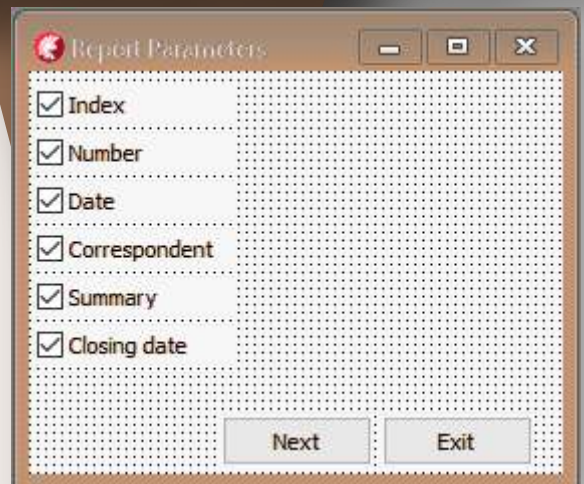 Report Parameters
Index
Number
Date
Correspondent
Summary
Closing date
Next Exit